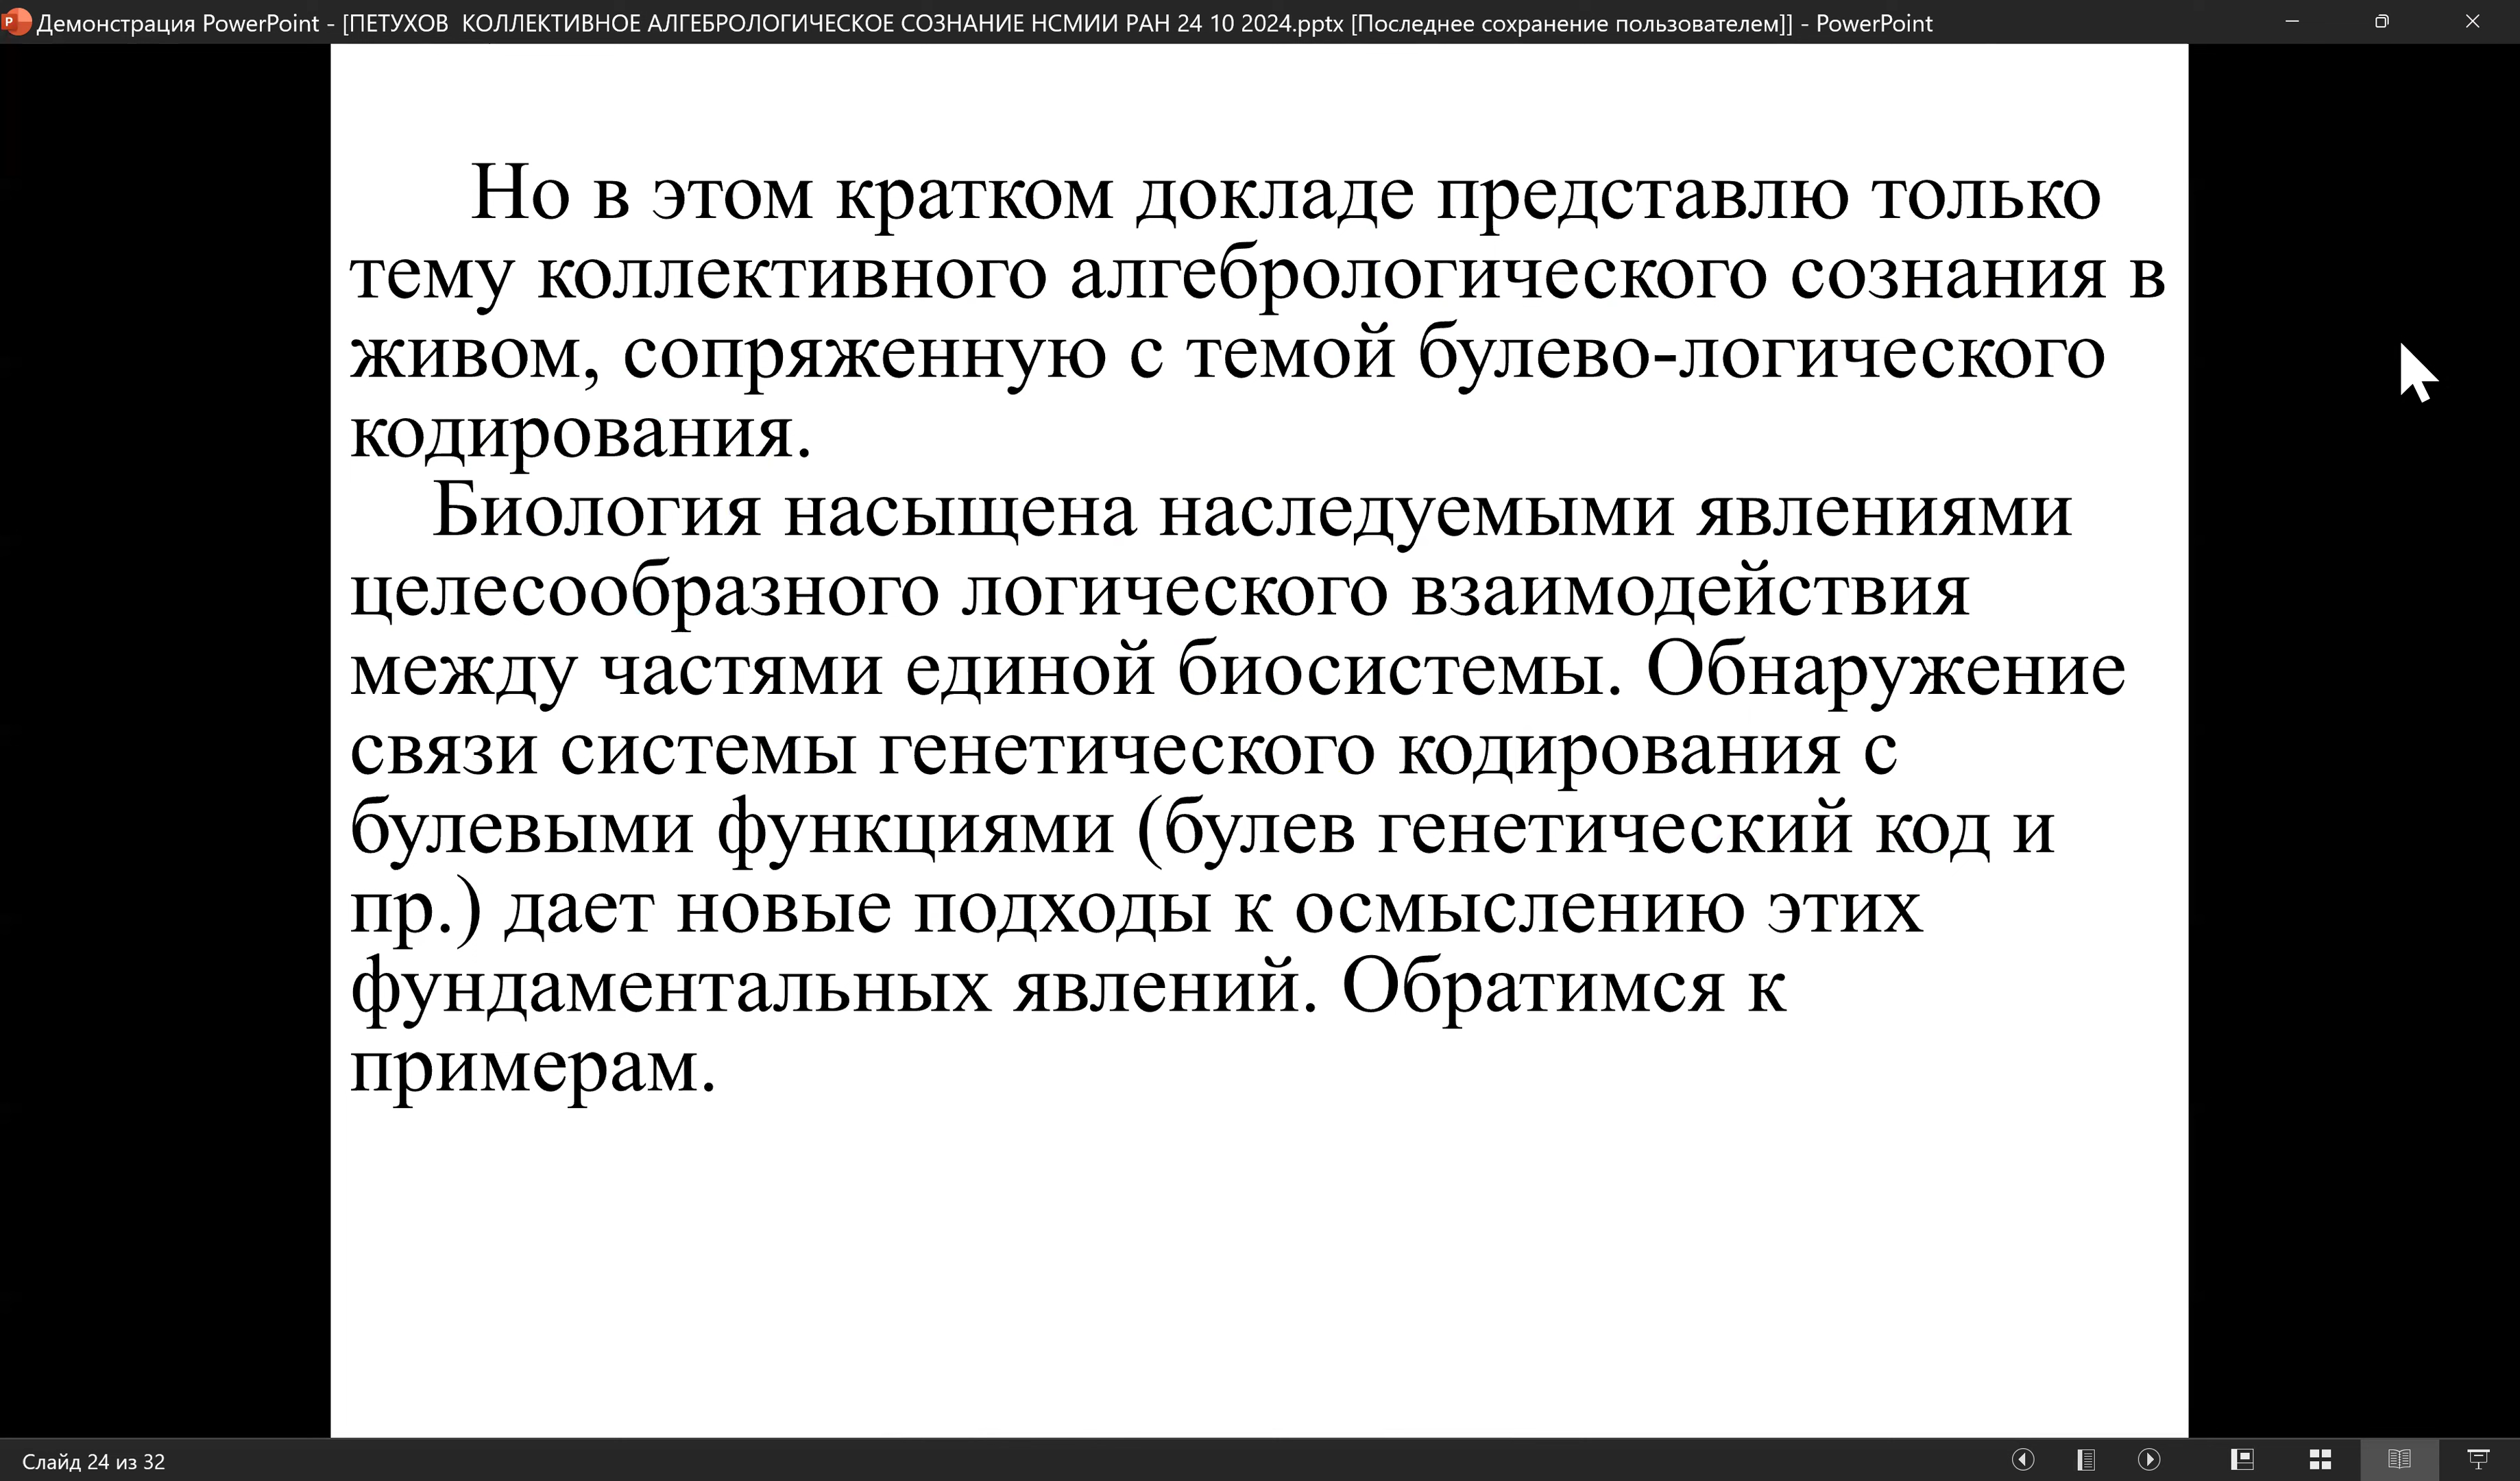 Демонстрация PowerPoint - [ПЕТУХОВ  КОЛЛЕКТИВНОЕ АЛГЕБРОЛОГИЧЕСКОЕ СОЗНАНИЕ НСМИИ РАН 24 10 2024.pptx [Последнее сохранение пользователем]] - PowerPoint
Но в этом кратком докладе представлю только
тему коллективного алгебрологического сознания в
живом, сопряженную с темой булево-логического
кодирования.
Биология насыщена наследуемыми явлениями
целесообразного логического взаимодействия
между частями единой биосистемы. Обнаружение
связи системы генетического кодирования с
булевыми функциями (булев генетический код и
пр.) дает новые подходы к осмыслению этих
фундаментальных явлений. Обратимся к
примерам.
Слайд 24 из 32